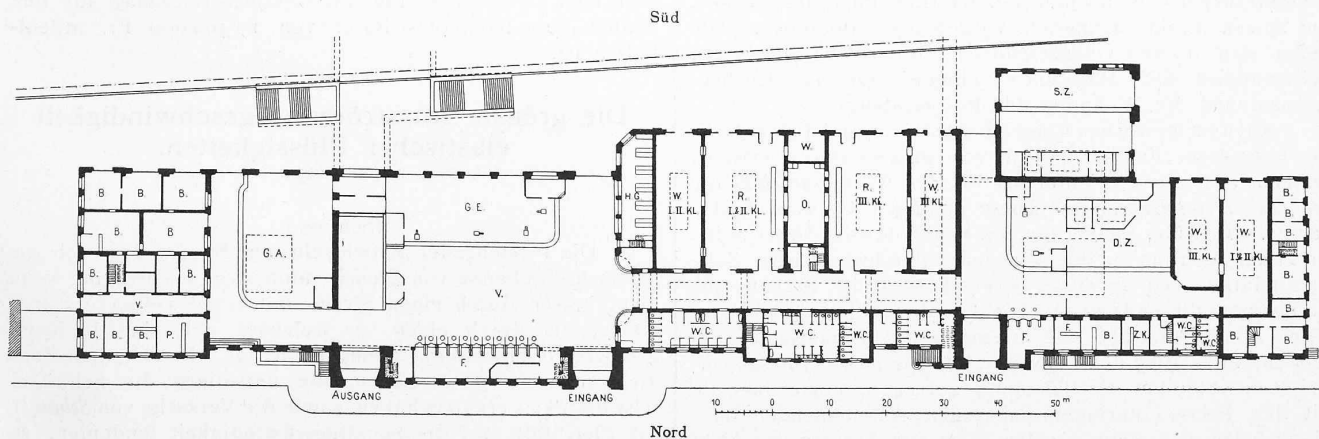 Süd
S.Z.
B. B. B.
B. B.
B. B.
V.
B. B. B. P.
G.A.
G.E.
V.
F.
H.G.
W. I.II.KL.
R. I.&II.KL.
W.
O.
R. III.KL.
W. III.KL.
W.C. W.C. W.C. W.C.
D.Z.
W. III.KL.
W. I.&II.KL.
B. B. B. B. B. B.
F. F. B. Z.K. W.C. W.C. B. B.
AUSGANG
EINGANG
EINGANG
10 0 10 20 30 40 50 m
Nord